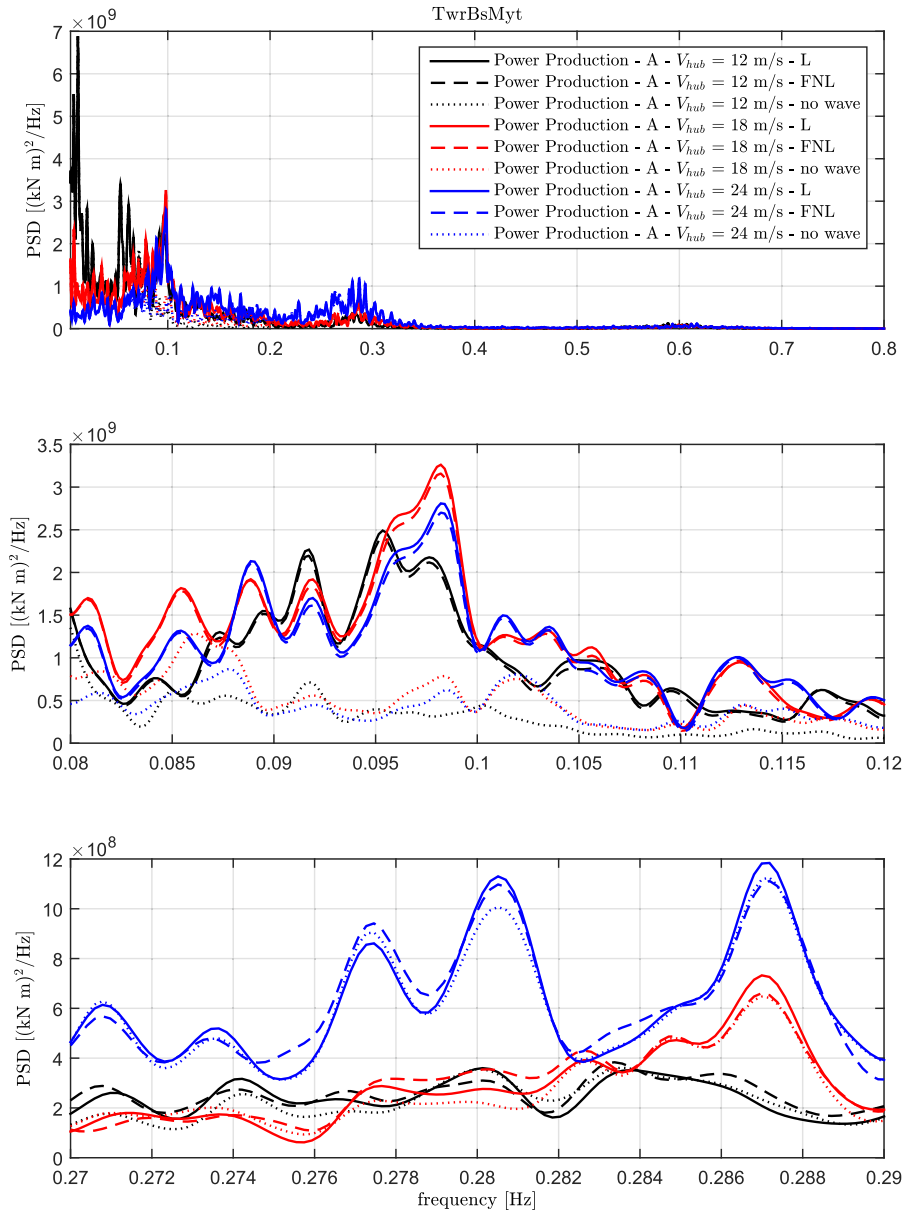 TwrBsMyt
×10^9
PSD [(kN m)^2/Hz]
7
6
5
4
3
2
1
0
0.1 0.2 0.3 0.4 0.5 0.6 0.7 0.8
Power Production - A - V_hub = 12 m/s - L
Power Production - A - V_hub = 12 m/s - FNL
Power Production - A - V_hub = 12 m/s - no wave
Power Production - A - V_hub = 18 m/s - L
Power Production - A - V_hub = 18 m/s - FNL
Power Production - A - V_hub = 18 m/s - no wave
Power Production - A - V_hub = 24 m/s - L
Power Production - A - V_hub = 24 m/s - FNL
Power Production - A - V_hub = 24 m/s - no wave
×10^9
PSD [(kN m)^2/Hz]
3.5
3
2.5
2
1.5
1
0.5
0
0.08 0.085 0.09 0.095 0.1 0.105 0.11 0.115 0.12
×10^8
PSD [(kN m)^2/Hz]
12
10
8
6
4
2
0
0.27 0.272 0.274 0.276 0.278 0.28 0.282 0.284 0.286 0.288 0.29
frequency [Hz]